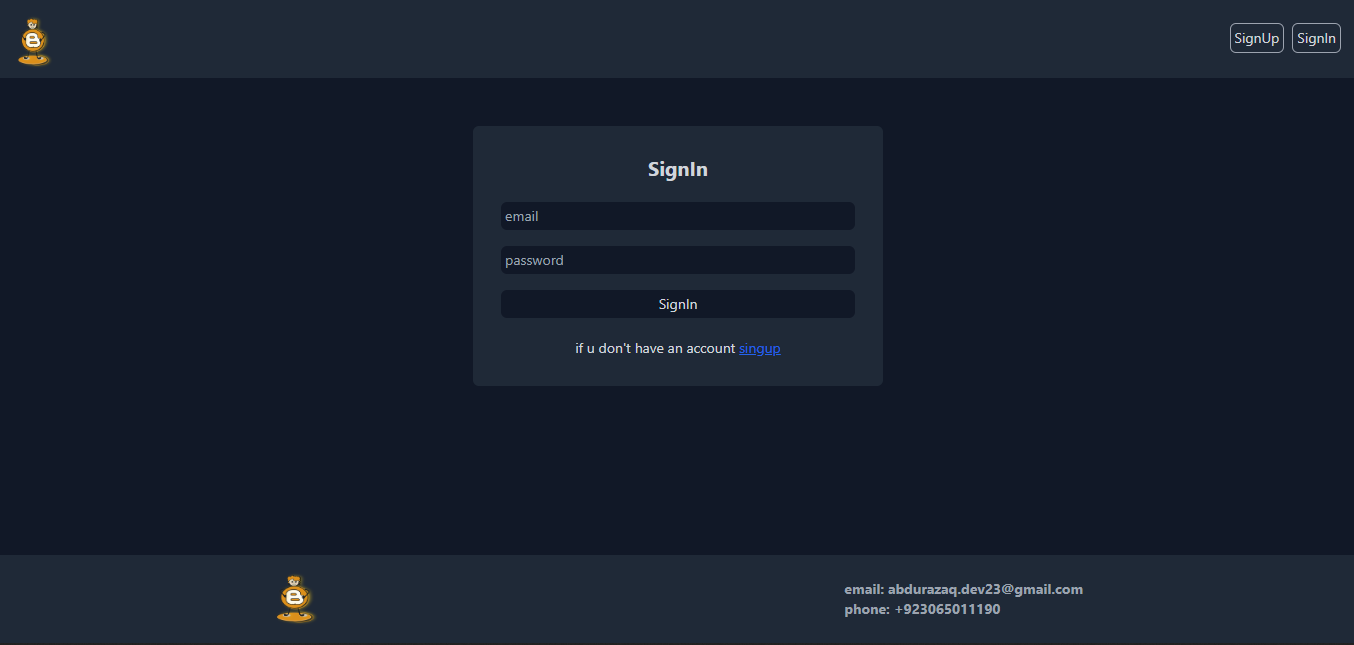 B
SignUp SignIn
SignIn
email
password
SignIn
if u don't have an account singup
B
email: abdurazaq.dev23@gmail.com
phone: +923065011190